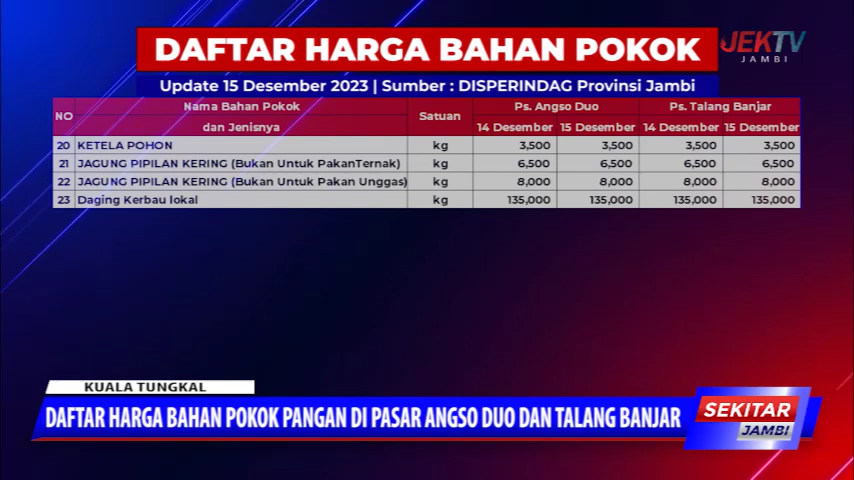 DAFTAR HARGA BAHAN POKOK
JEKTV
JAMBI
Update 15 Desember 2023 | Sumber : DISPERINDAG Provinsi Jambi
NO Nama Bahan Pokok dan Jenisnya Satuan Ps. Angso Duo Ps. Talang Banjar
14 Desember 15 Desember 14 Desember 15 Desember
20 KETELA POHON kg 3,500 3,500 3,500 3,500
21 JAGUNG PIPILAN KERING (Bukan Untuk PakanTernak) kg 6,500 6,500 6,500 6,500
22 JAGUNG PIPILAN KERING (Bukan Untuk Pakan Unggas) kg 8,000 8,000 8,000 8,000
23 Daging Kerbau lokal kg 135,000 135,000 135,000 135,000
KUALA TUNGKAL
DAFTAR HARGA BAHAN POKOK PANGAN DI PASAR ANGSO DUO DAN TALANG BANJAR
SEKITAR
JAMBI